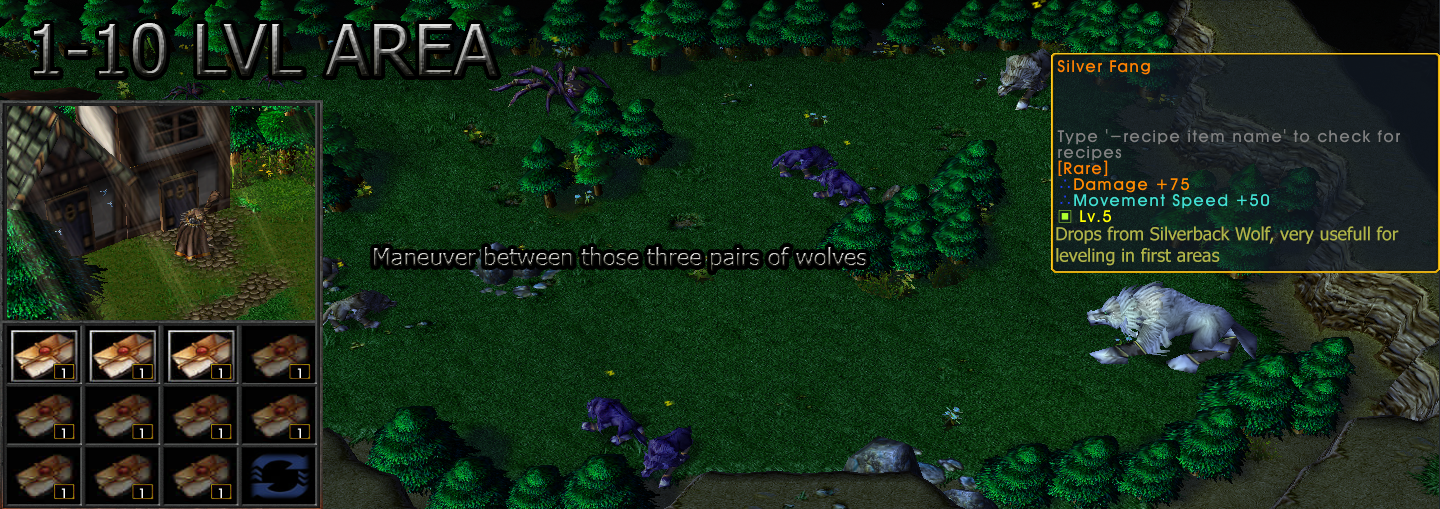 1-10 LVL AREA
Silver Fang
Type '-recipe item name' to check for
recipes
[Rare]
Damage +75
Movement Speed +50
Lv.5
Drops from Silverback Wolf, very usefull for
leveling in first areas
Maneuver between those three pairs of wolves
1
1
1
1
1
1
1
1
1
1
1